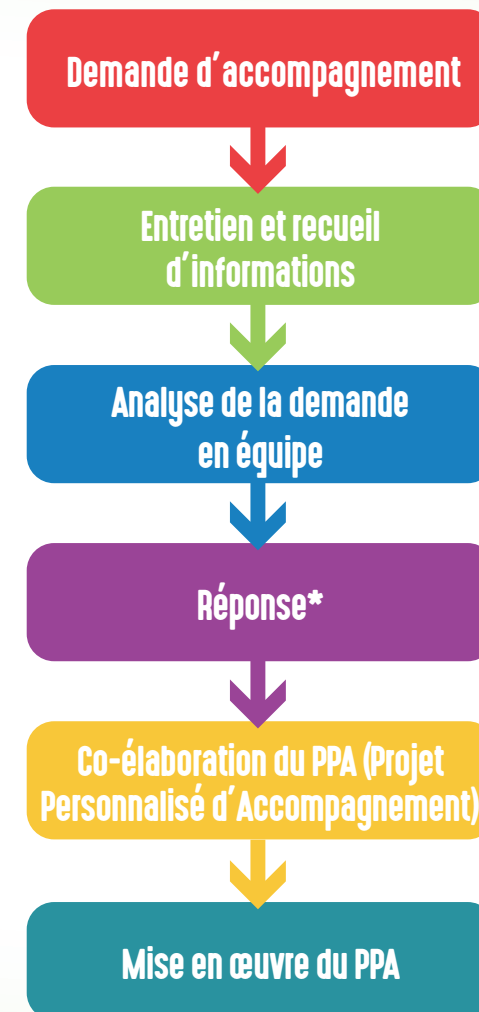 Demande d'accompagnement
Entretien et recueil
d'informations
Analyse de la demande
en équipe
Réponse*
Co-élaboration du PPA (Projet
Personnalisé d'Accompagnement)
Mise en œuvre du PPA